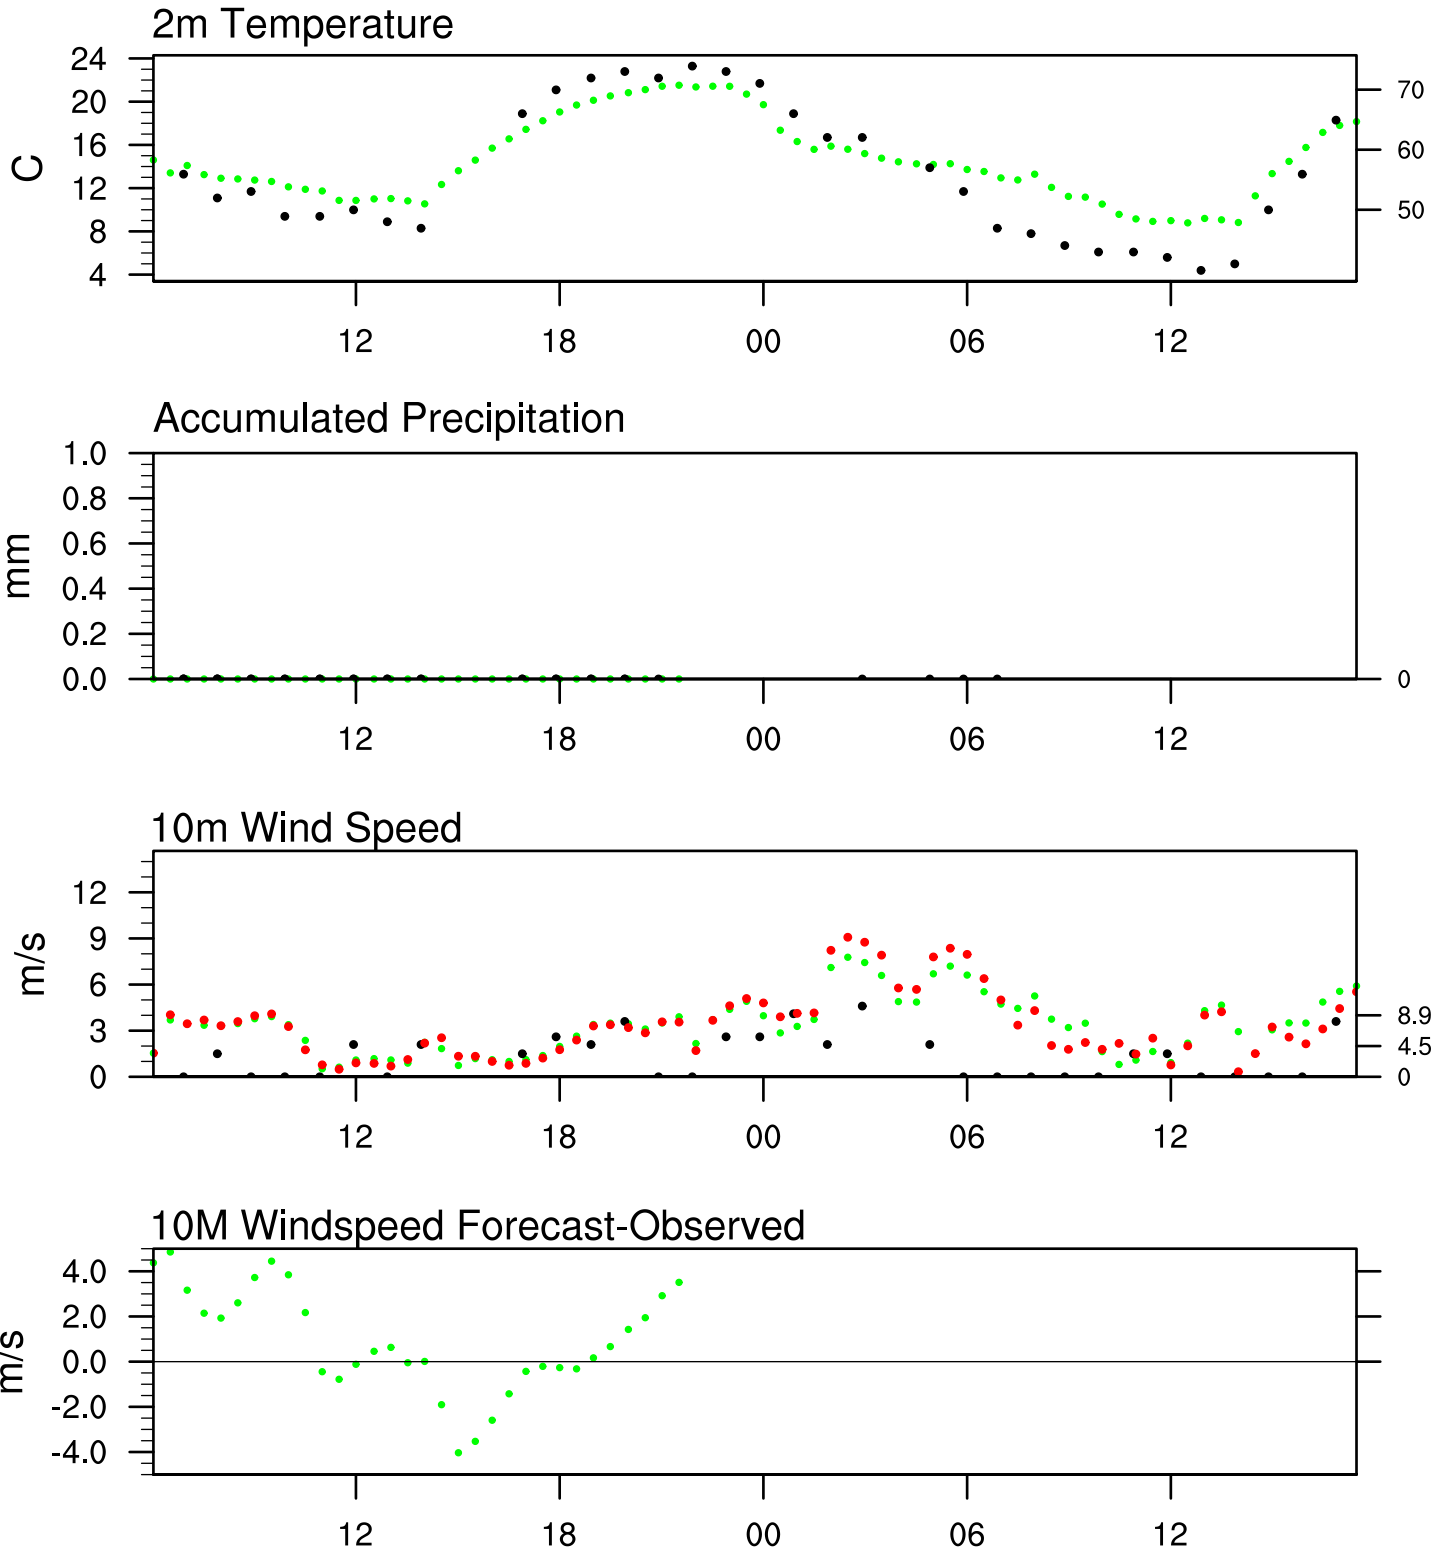 2m Temperature
24
20
16
12
8
4
C
70
60
50
12 18 00 06 12
Accumulated Precipitation
1.0
0.8
0.6
0.4
0.2
0.0
mm
0
12 18 00 06 12
10m Wind Speed
12
9
6
3
0
m/s
8.9
4.5
0
12 18 00 06 12
10M Windspeed Forecast-Observed
4.0
2.0
0.0
-2.0
-4.0
m/s
12 18 00 06 12